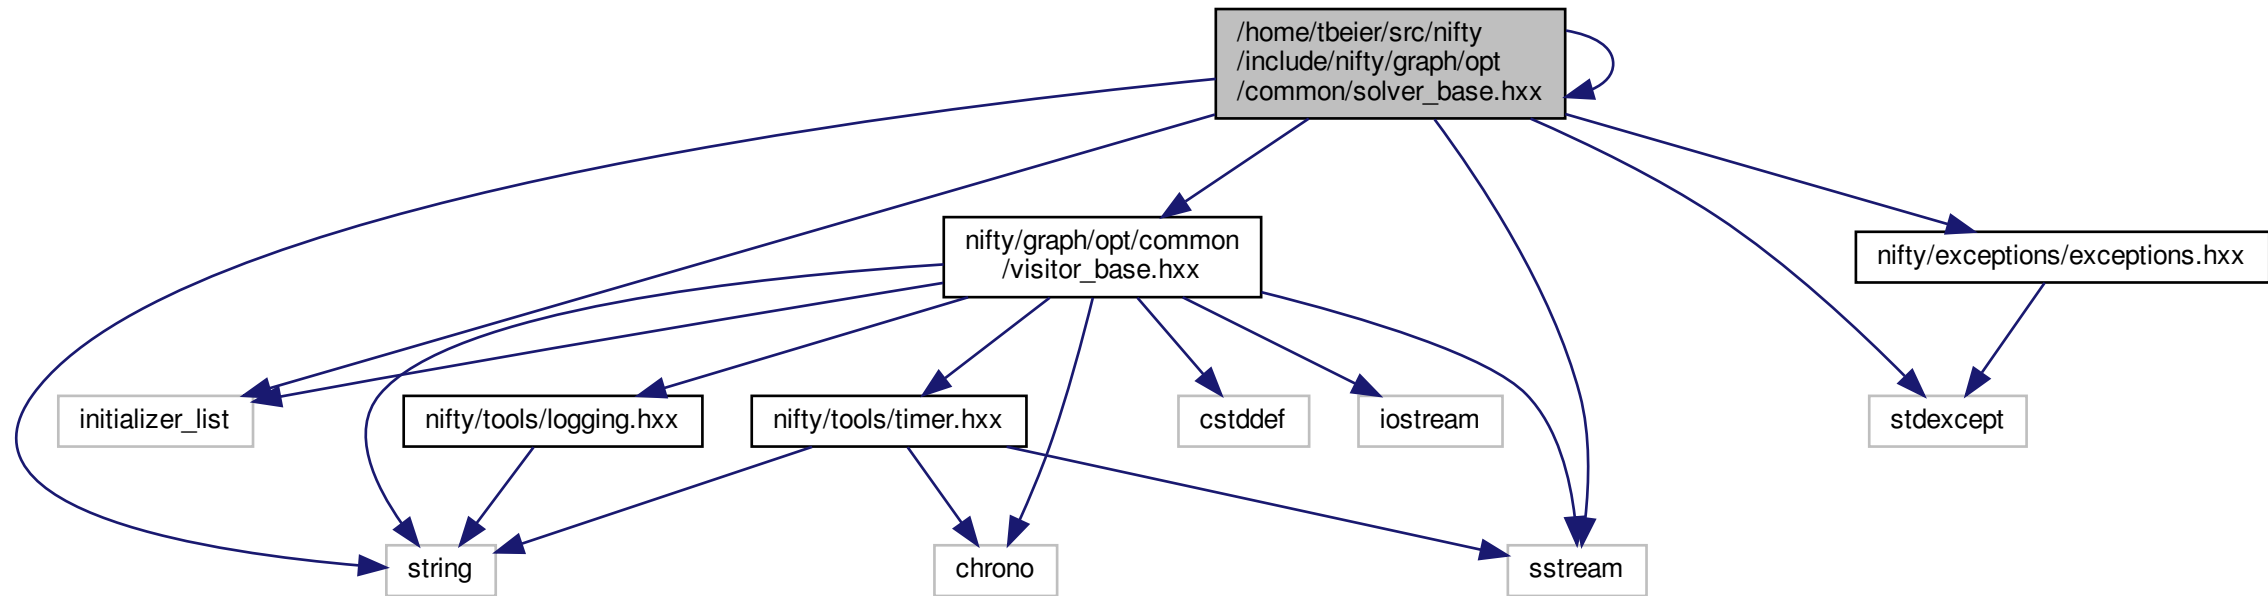 /home/tbeier/src/nifty
/include/nifty/graph/opt
/common/solver_base.hxx
nifty/graph/opt/common
/visitor_base.hxx
nifty/exceptions/exceptions.hxx
initializer_list
nifty/tools/logging.hxx
nifty/tools/timer.hxx
cstddef
iostream
stdexcept
string
chrono
sstream